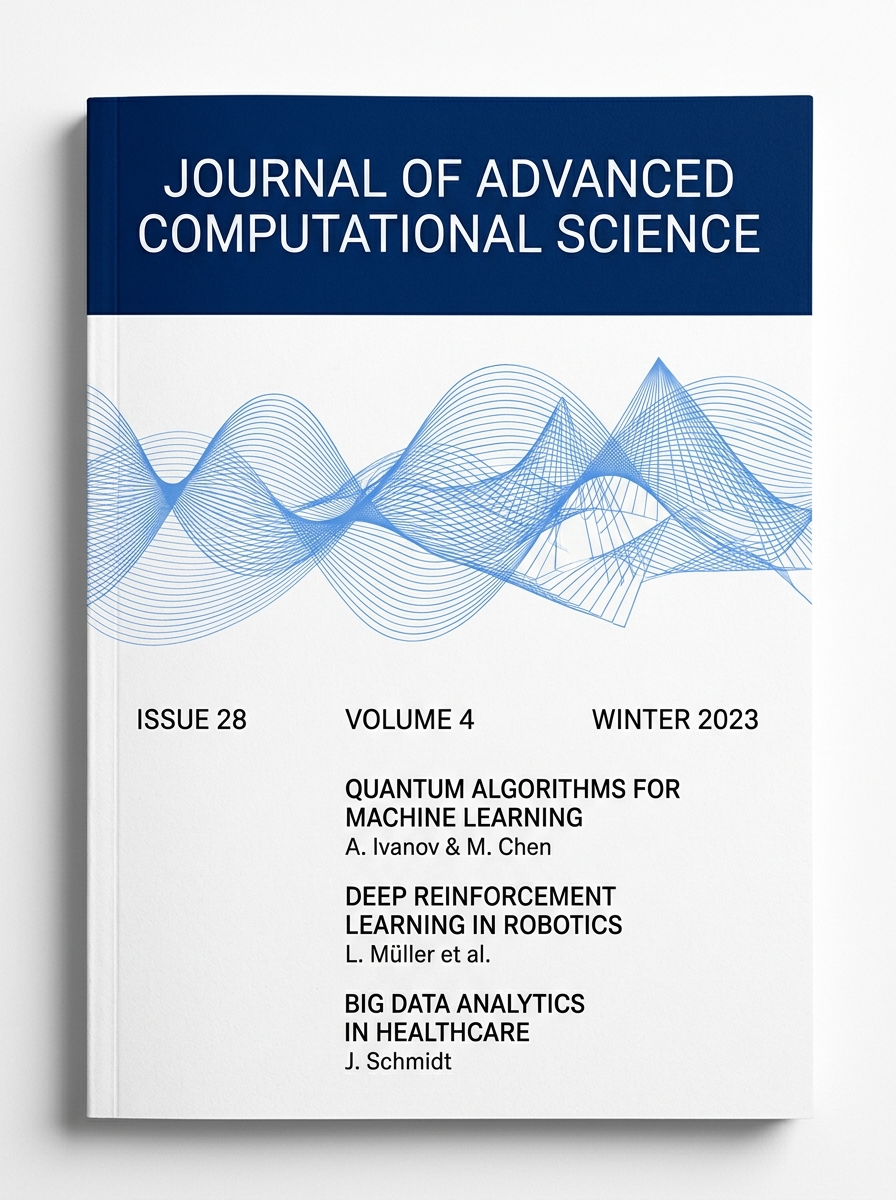 JOURNAL OF ADVANCED
COMPUTATIONAL SCIENCE
ISSUE 28 VOLUME 4 WINTER 2023
QUANTUM ALGORITHMS FOR
MACHINE LEARNING
A. Ivanov & M. Chen
DEEP REINFORCEMENT
LEARNING IN ROBOTICS
L. Müller et al.
BIG DATA ANALYTICS
IN HEALTHCARE
J. Schmidt